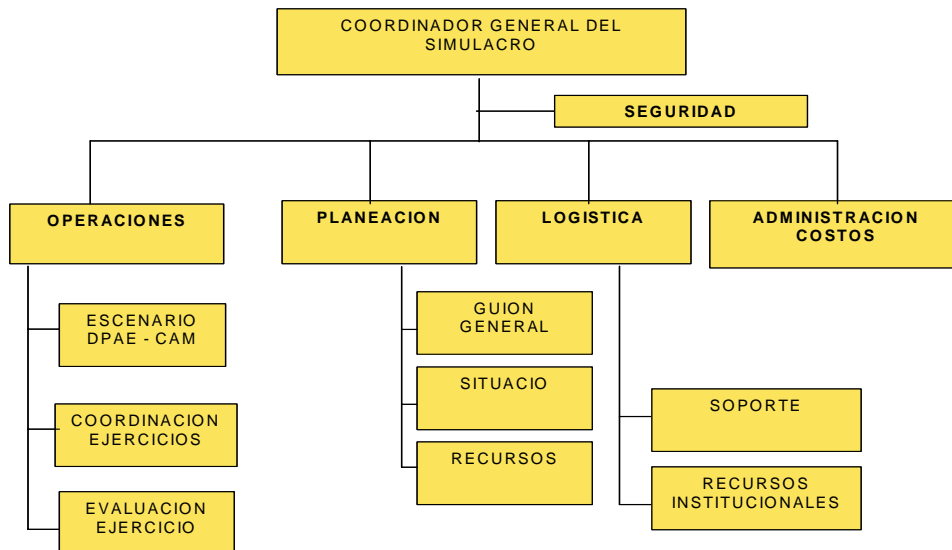 COORDINADOR GENERAL DEL
SIMULACRO
SEGURIDAD
OPERACIONES
PLANEACION
LOGISTICA
ADMINISTRACION
COSTOS
ESCENARIO
DPAE - CAM
COORDINACION
EJERCICIOS
EVALUACION
EJERCICIO
GUION
GENERAL
SITUACIO
RECURSOS
SOPORTE
RECURSOS
INSTITUCIONALES